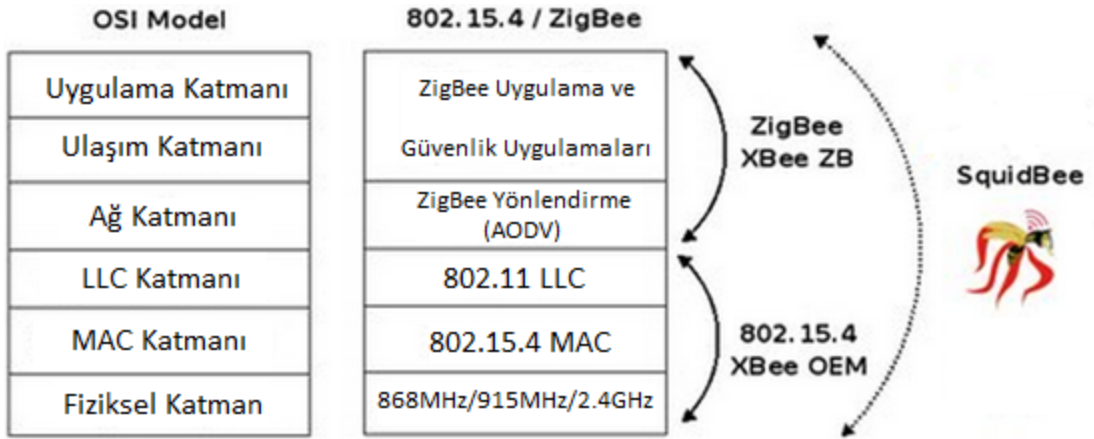 OSI Model
802.15.4 / ZigBee
Uygulama Katmanı
Ulaşım Katmanı
Ağ Katmanı
LLC Katmanı
MAC Katmanı
Fiziksel Katman
ZigBee Uygulama ve
Güvenlik Uygulamaları
ZigBee Yönlendirme
(AODV)
802.11 LLC
802.15.4 MAC
868MHz/915MHz/2.4GHz
ZigBee
XBee ZB
802.15.4
XBee OEM
SquidBee